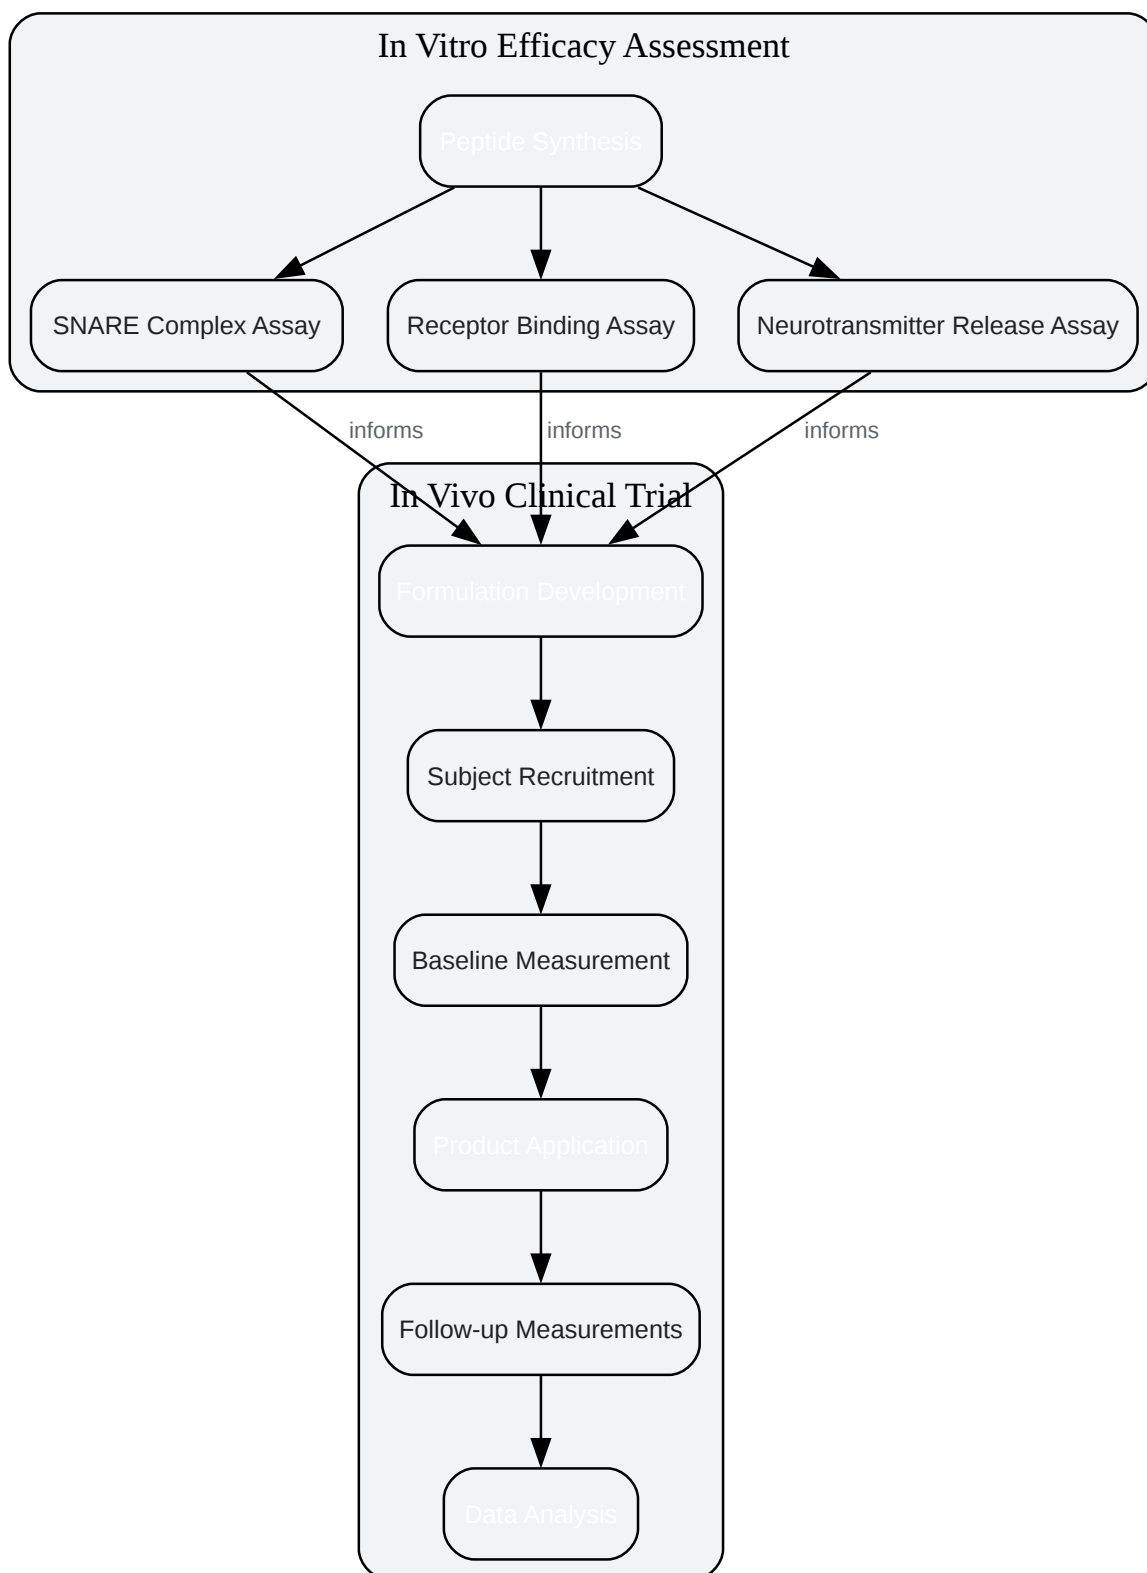 In Vitro Efficacy Assessment
Peptide Synthesis
SNARE Complex Assay
Receptor Binding Assay
Neurotransmitter Release Assay
informs
informs
informs
In Vivo Clinical Trial
Formulation Development
Subject Recruitment
Baseline Measurement
Product Application
Follow-up Measurements
Data Analysis